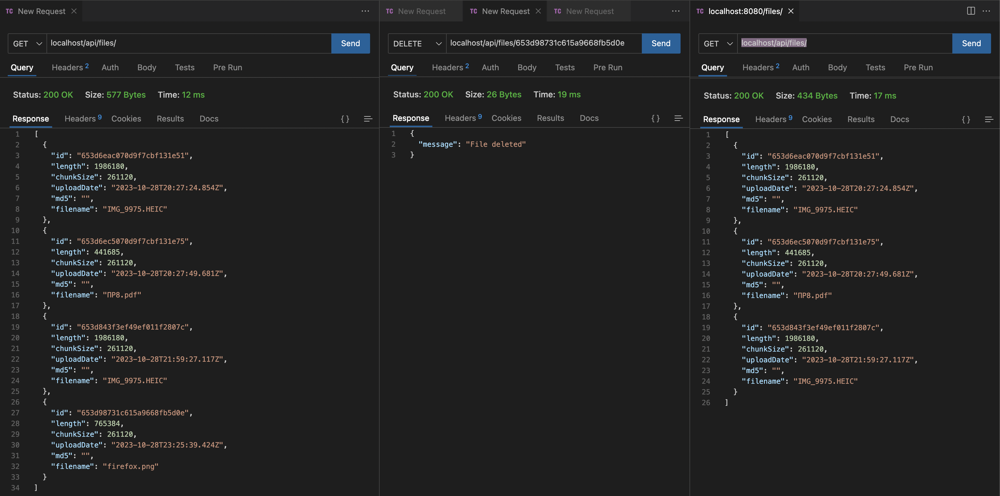 TC New Request
GET localhost/api/files/ Send
Query Headers 2 Auth Body Tests Pre Run
Status: 200 OK Size: 577 Bytes Time: 12 ms
Response Headers 9 Cookies Results Docs { }
1 [
2 {
3 "id": "653d6eac070d9f7cbf131e51",
4 "length": 1986180,
5 "chunkSize": 261120,
6 "uploadDate": "2023-10-28T20:27:24.854Z",
7 "md5": "",
8 "filename": "IMG_9975.HEIC"
9 },
10 {
11 "id": "653d6ec5070d9f7cbf131e75",
12 "length": 441685,
13 "chunkSize": 261120,
14 "uploadDate": "2023-10-28T20:27:49.681Z",
15 "md5": "",
16 "filename": "ПР8.pdf"
17 },
18 {
19 "id": "653d843f3ef49ef011f2807c",
20 "length": 1986180,
21 "chunkSize": 261120,
22 "uploadDate": "2023-10-28T21:59:27.117Z",
23 "md5": "",
24 "filename": "IMG_9975.HEIC"
25 },
26 {
27 "id": "653d98731c615a9668fb5d0e",
28 "length": 765384,
29 "chunkSize": 261120,
30 "uploadDate": "2023-10-28T23:25:39.424Z",
31 "md5": "",
32 "filename": "firefox.png"
33 }
34 ]
TC New Request TC New Request TC New Request
DELETE localhost/api/files/653d98731c615a9668fb5d0e Send
Query Headers 2 Auth Body Tests Pre Run
Status: 200 OK Size: 26 Bytes Time: 19 ms
Response Headers 9 Cookies Results Docs { }
1 {
2 "message": "File deleted"
3 }
TC localhost:8080/files/
GET localhost/api/files/ Send
Query Headers 2 Auth Body Tests Pre Run
Status: 200 OK Size: 434 Bytes Time: 17 ms
Response Headers 9 Cookies Results Docs { }
1 [
2 {
3 "id": "653d6eac070d9f7cbf131e51",
4 "length": 1986180,
5 "chunkSize": 261120,
6 "uploadDate": "2023-10-28T20:27:24.854Z",
7 "md5": "",
8 "filename": "IMG_9975.HEIC"
9 },
10 {
11 "id": "653d6ec5070d9f7cbf131e75",
12 "length": 441685,
13 "chunkSize": 261120,
14 "uploadDate": "2023-10-28T20:27:49.681Z",
15 "md5": "",
16 "filename": "ПР8.pdf"
17 },
18 {
19 "id": "653d843f3ef49ef011f2807c",
20 "length": 1986180,
21 "chunkSize": 261120,
22 "uploadDate": "2023-10-28T21:59:27.117Z",
23 "md5": "",
24 "filename": "IMG_9975.HEIC"
25 }
26 ]